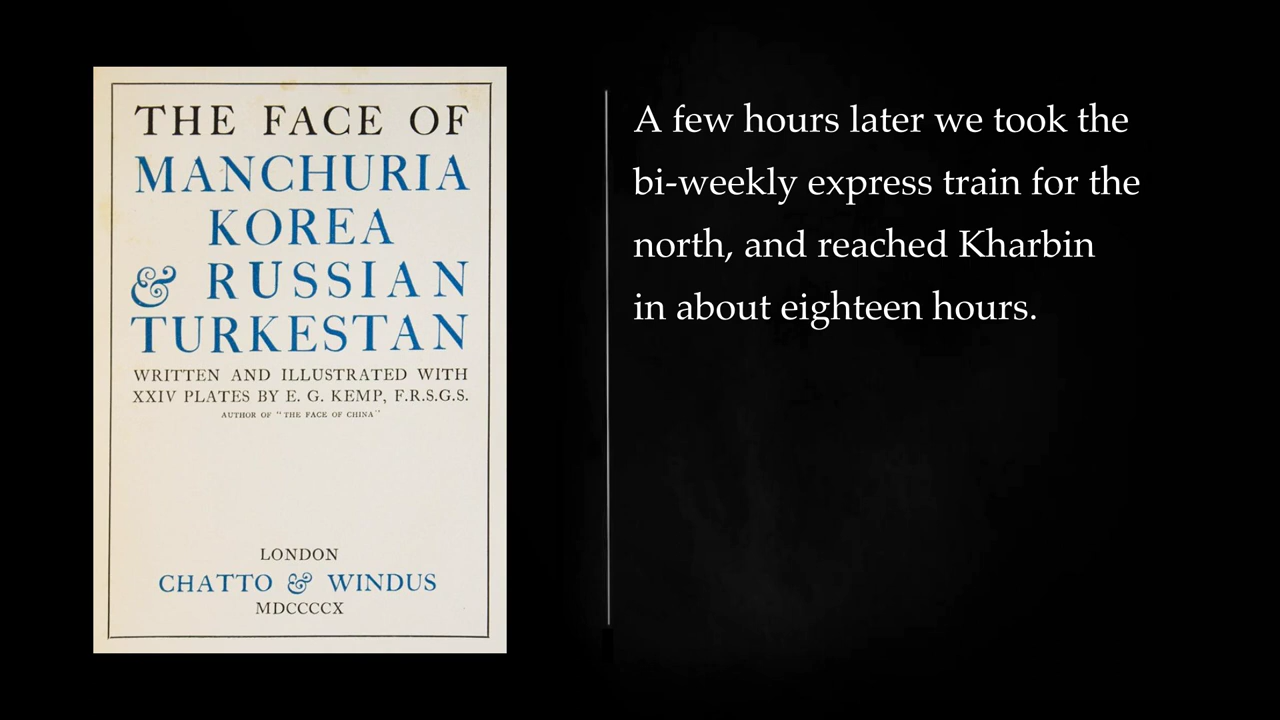 THE FACE OF
MANCHURIA
KOREA
& RUSSIAN
TURKESTAN
WRITTEN AND ILLUSTRATED WITH
XXIV PLATES BY E. G. KEMP, F.R.S.G.S.
AUTHOR OF "THE FACE OF CHINA"
LONDON
CHATTO & WINDUS
MDCCCCX
A few hours later we took the
bi-weekly express train for the
north, and reached Kharbin
in about eighteen hours.